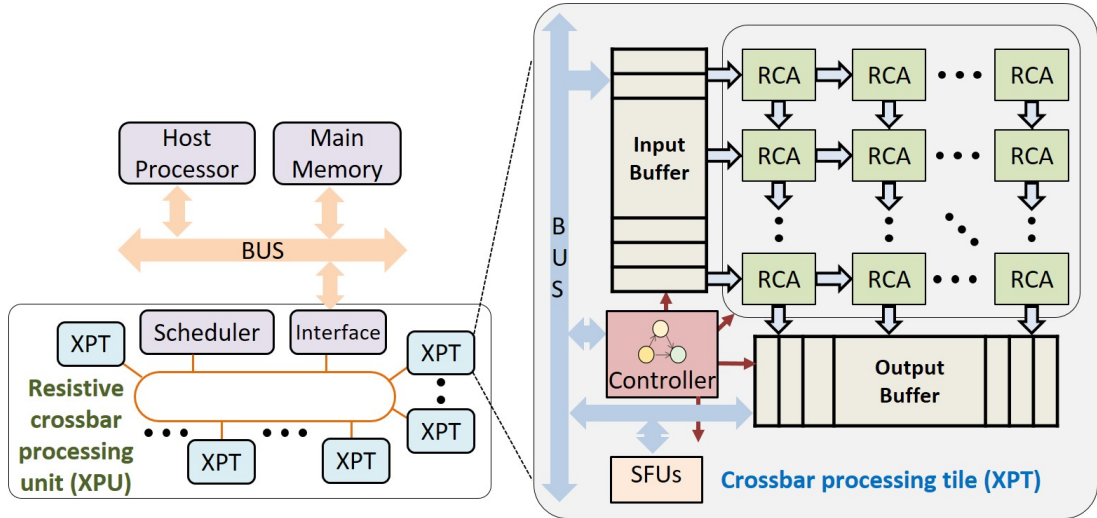 Host
Processor
Main
Memory
BUS
Scheduler
Interface
XPT
XPT
XPT
XPT
XPT
Resistive
crossbar
processing
unit (XPU)
BUS
Input
Buffer
RCA
RCA
RCA
RCA
RCA
RCA
RCA
RCA
RCA
Controller
Output
Buffer
SFUs
Crossbar processing tile (XPT)